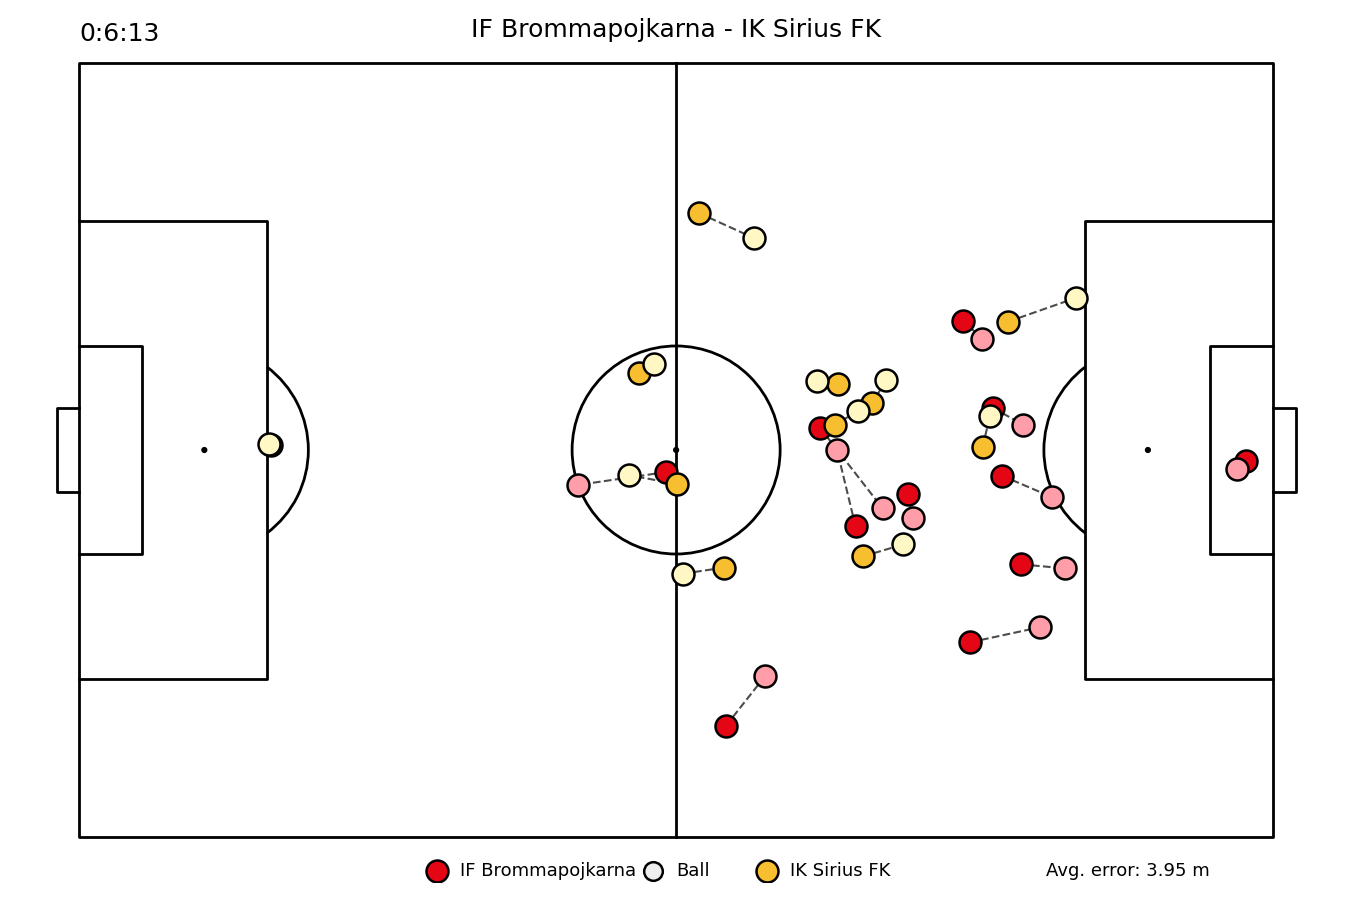 0:6:13
IF Brommapojkarna - IK Sirius FK
IF Brommapojkarna Ball IK Sirius FK Avg. error: 3.95 m